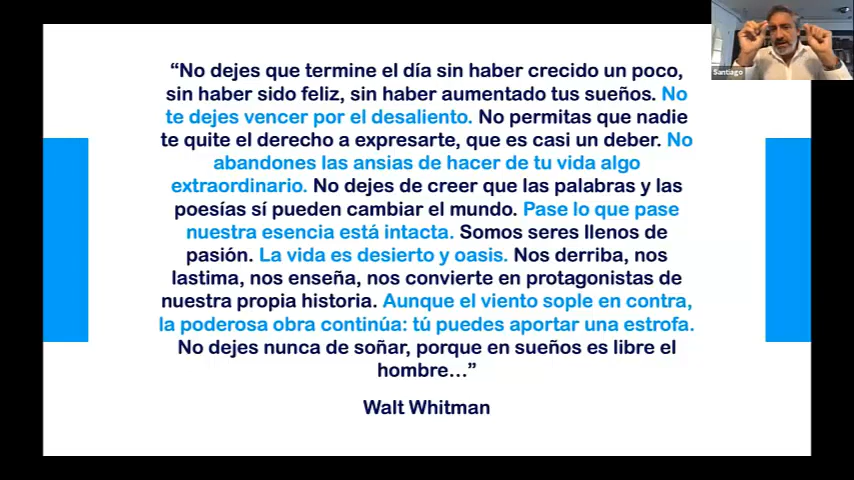 “No dejes que termine el día sin haber crecido un poco,
sin haber sido feliz, sin haber aumentado tus sueños. No
te dejes vencer por el desaliento. No permitas que nadie
te quite el derecho a expresarte, que es casi un deber. No
abandones las ansias de hacer de tu vida algo
extraordinario. No dejes de creer que las palabras y las
poesías sí pueden cambiar el mundo. Pase lo que pase
nuestra esencia está intacta. Somos seres llenos de
pasión. La vida es desierto y oasis. Nos derriba, nos
lastima, nos enseña, nos convierte en protagonistas de
nuestra propia historia. Aunque el viento sople en contra,
la poderosa obra continúa: tú puedes aportar una estrofa.
No dejes nunca de soñar, porque en sueños es libre el
hombre…”
Walt Whitman
Santiago